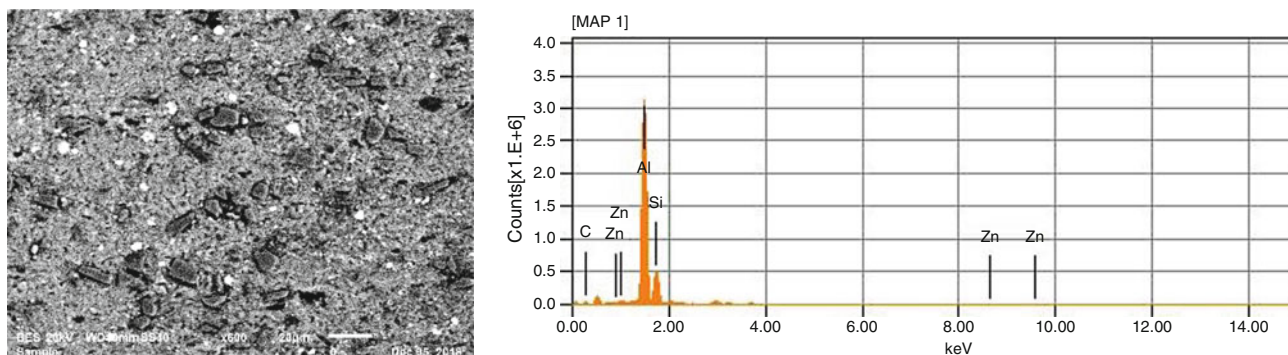 BES 20kV
x600
20µm
Sample
Dec 05, 2018
[MAP 1]
Counts[x1.E+6]
4.0
3.5
3.0
2.5
2.0
1.5
1.0
0.5
0.0
Al
Si
Zn
C
Zn
Zn
Zn
0.00
2.00
4.00
6.00
8.00
10.00
12.00
14.00
keV